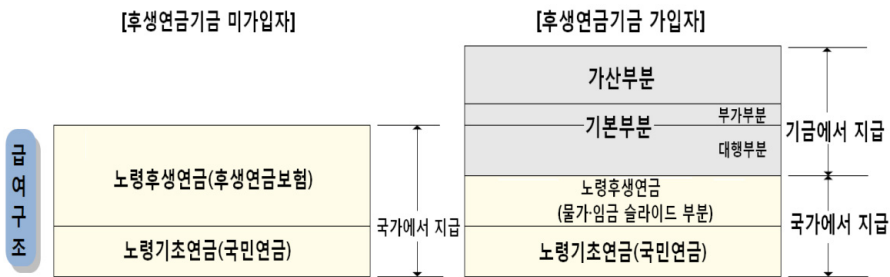 [후생연금기금 미가입자]
[후생연금기금 가입자]
급여구조
노령후생연금(후생연금보험)
노령기초연금(국민연금)
국가에서 지급
가산부분
기본부분
부가부분
대행부분
노령후생연금
(물가·임금 슬라이드 부분)
노령기초연금(국민연금)
기금에서 지급
국가에서 지급